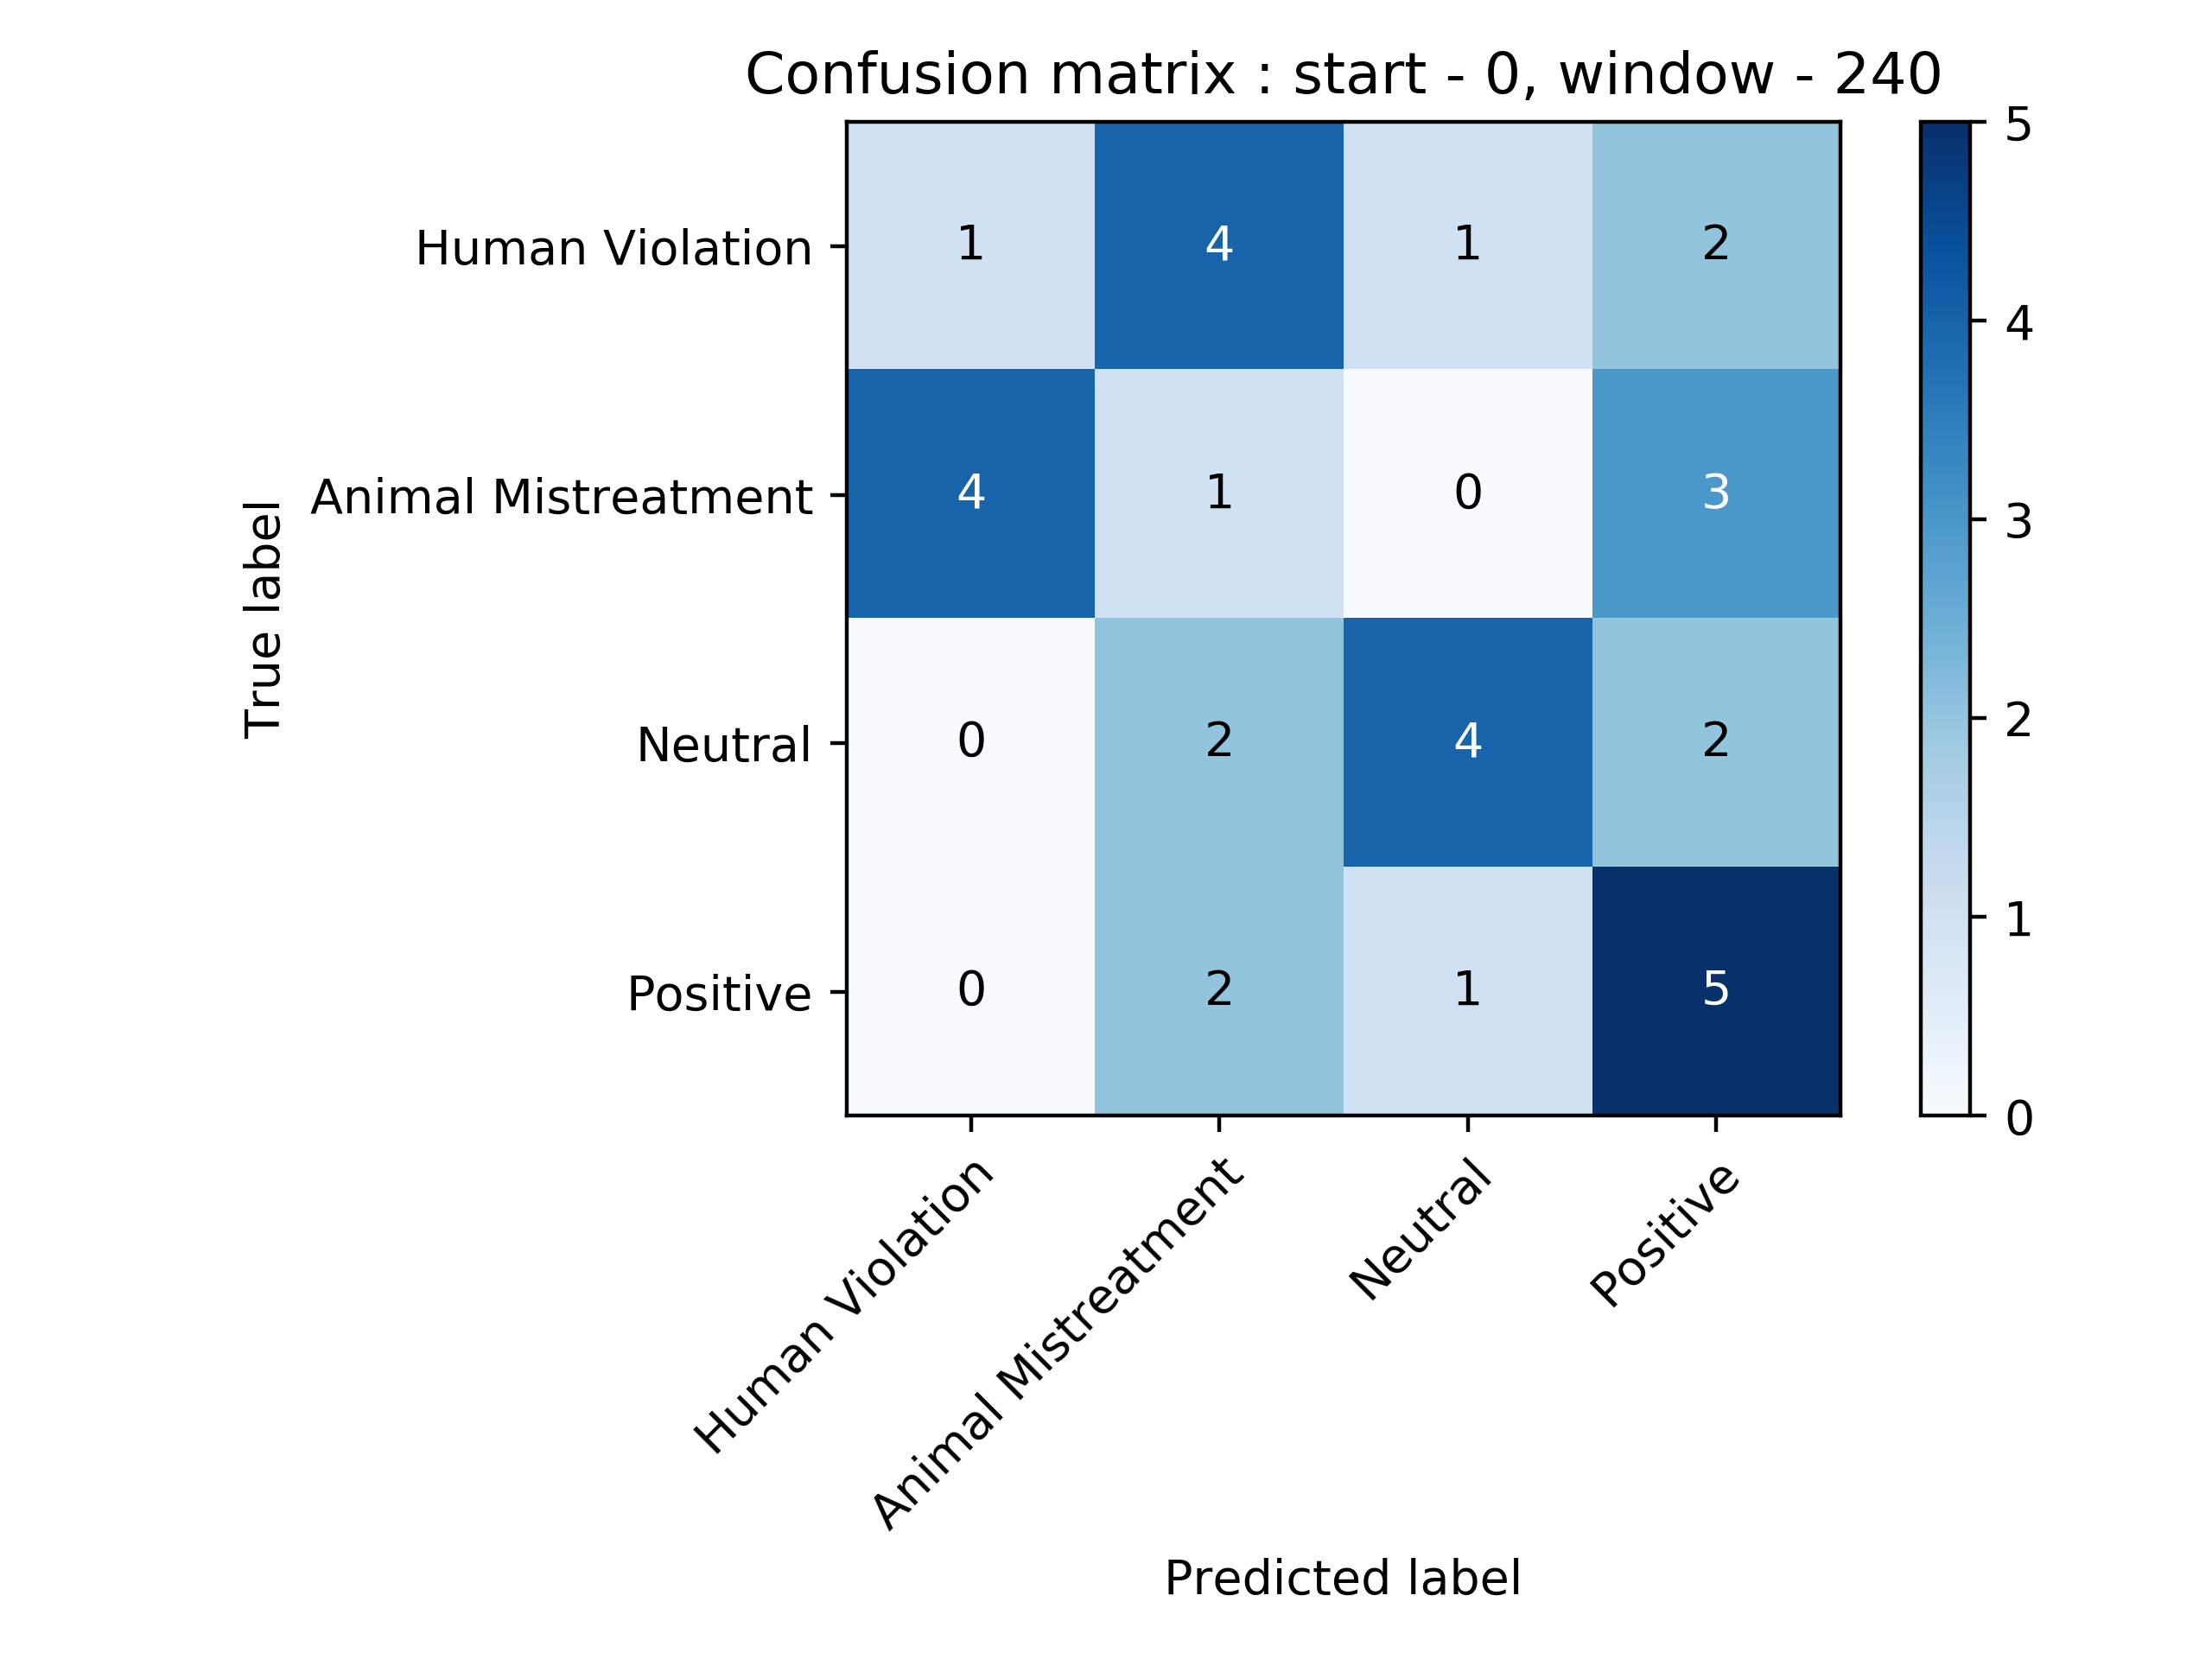 Confusion matrix : start - 0, window - 240
True label
Human Violation
1 4 1 2
Animal Mistreatment
4 1 0 3
Neutral
0 2 4 2
Positive
0 2 1 5
Human Violation
Animal Mistreatment
Neutral
Positive
Predicted label
5
4
3
2
1
0